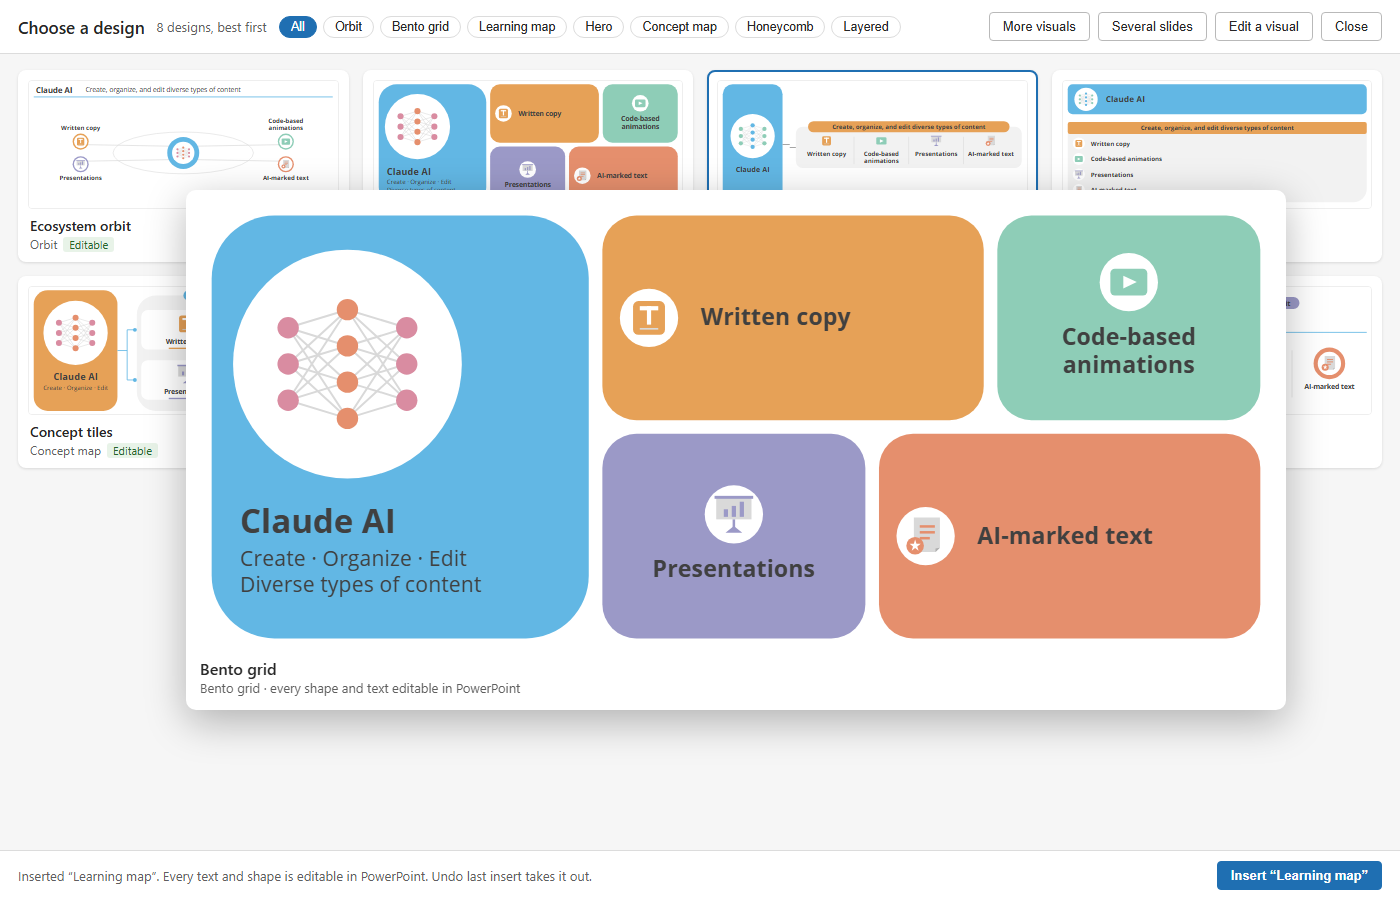 Choose a design
8 designs, best first
All
Orbit
Bento grid
Learning map
Hero
Concept map
Honeycomb
Layered
More visuals
Several slides
Edit a visual
Close
Claude AI
Create, organize, and edit diverse types of content
Written copy
Code-based
animations
Presentations
AI-marked text
Ecosystem orbit
Orbit
Editable
Claude AI
Create · Organize · Edit
Written copy
Code-based
animations
Presentations
AI-marked text
Claude AI
Create, organize, and edit diverse types of content
Written copy
Code-based
animations
Presentations
AI-marked text
Claude AI
Create, organize, and edit diverse types of content
Written copy
Code-based animations
Presentations
AI-marked text
Claude AI
Create · Organize · Edit
Concept tiles
Concept map
Editable
AI-marked text
Written copy
Code-based
animations
Claude AI
Create · Organize · Edit
Diverse types of content
Presentations
AI-marked text
Bento grid
Bento grid · every shape and text editable in PowerPoint
Inserted “Learning map”. Every text and shape is editable in PowerPoint. Undo last insert takes it out.
Insert “Learning map”